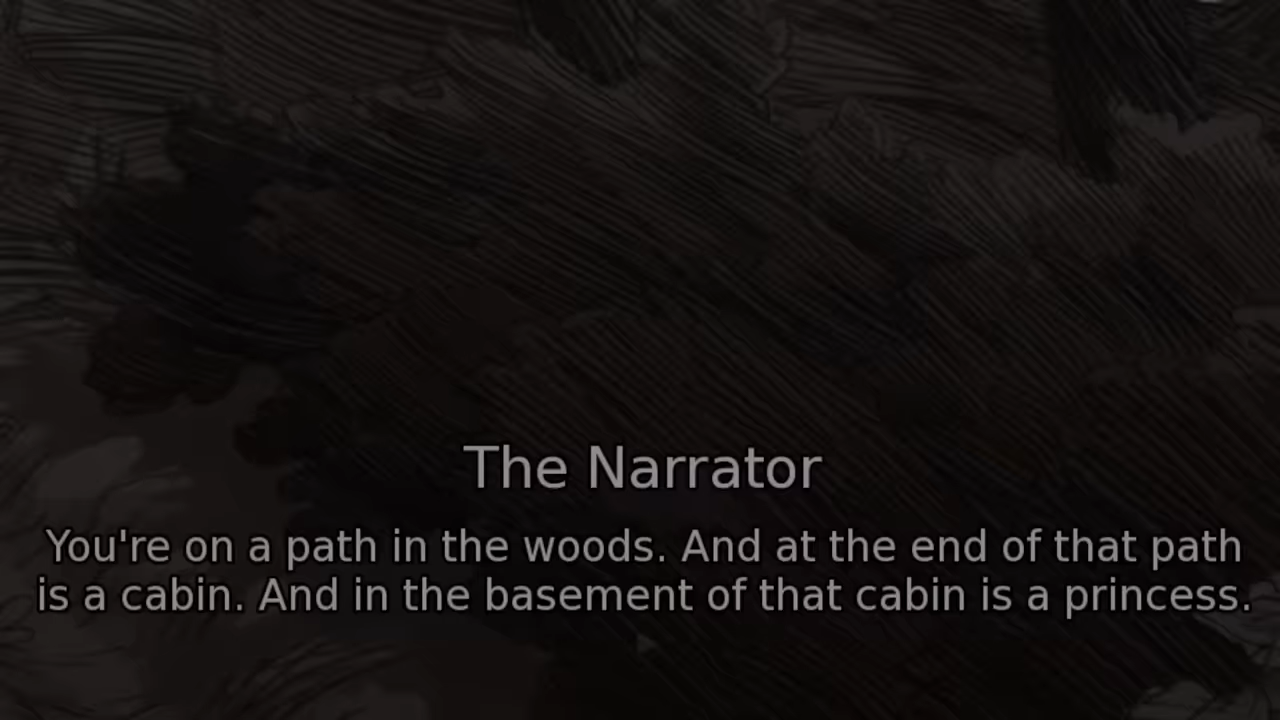 The Narrator
You're on a path in the woods. And at the end of that path
is a cabin. And in the basement of that cabin is a princess.